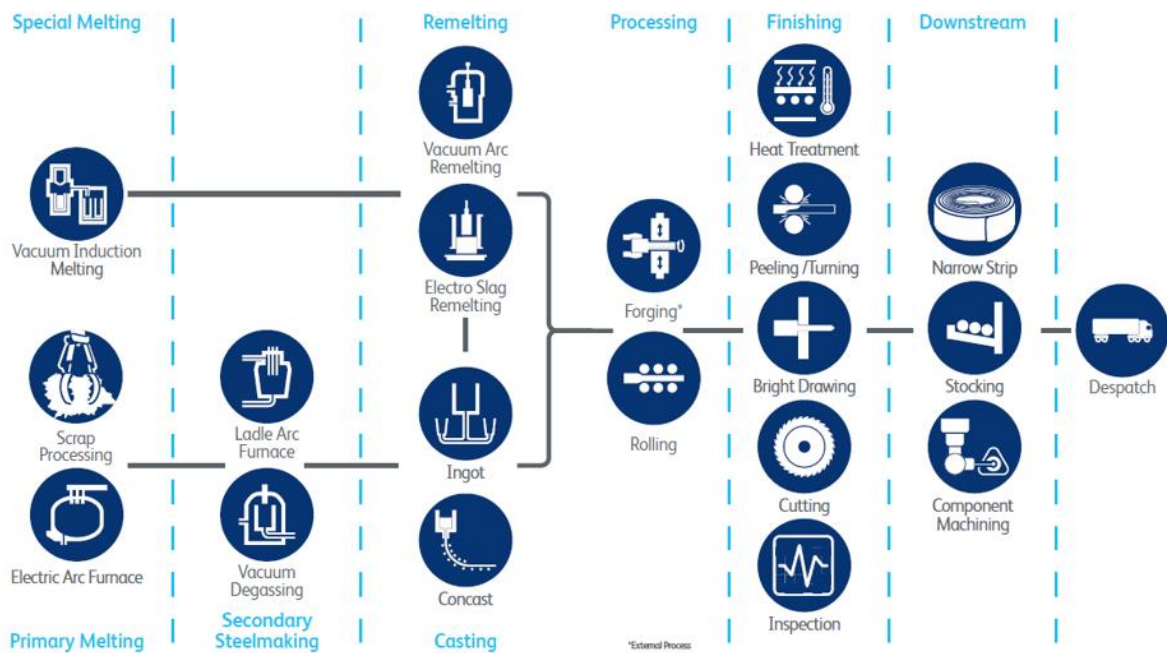 Special Melting
Remelting
Processing
Finishing
Downstream
Vacuum Arc
Remelting
Heat Treatment
Vacuum Induction
Melting
Electro Slag
Remelting
Forging*
Peeling /Turning
Narrow Strip
Scrap
Processing
Ladle Arc
Furnace
Ingot
Rolling
Bright Drawing
Stocking
Despatch
Electric Arc Furnace
Vacuum
Degassing
Concast
Cutting
Component
Machining
Inspection
Primary Melting
Secondary
Steelmaking
Casting
*External Process